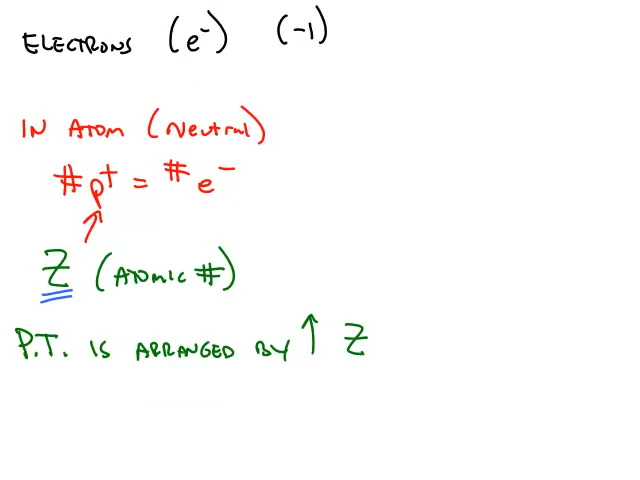 ELECTRONS (e⁻) (-1)
IN ATOM (Neutral)
# p⁺ = # e⁻
Z (ATOMIC #)
P.T. IS ARRANGED BY ↑ Z